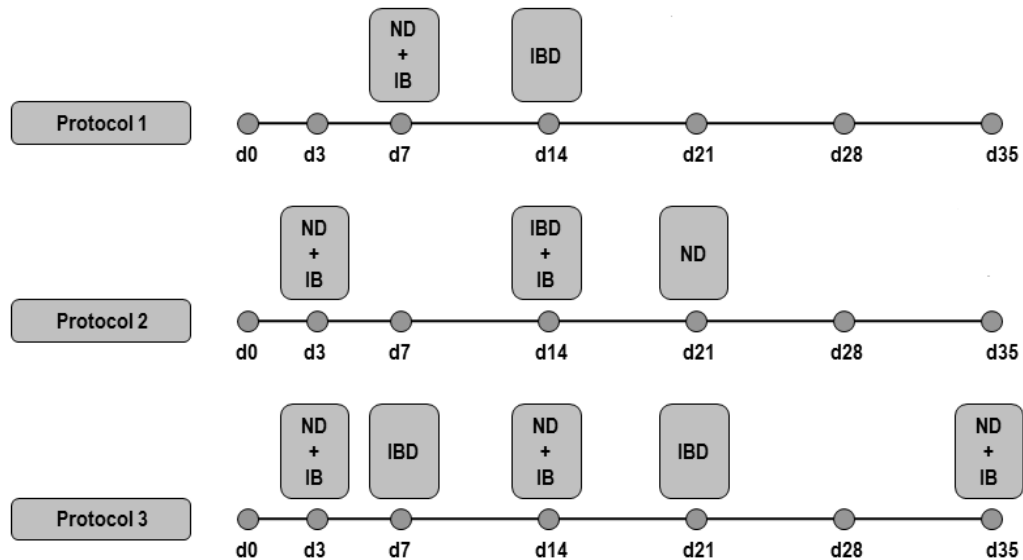 ND
+
IB
IBD
Protocol 1
d0 d3 d7 d14 d21 d28 d35
ND
+
IB
IBD
+
IB
ND
Protocol 2
d0 d3 d7 d14 d21 d28 d35
ND
+
IB
IBD
ND
+
IB
IBD
ND
+
IB
Protocol 3
d0 d3 d7 d14 d21 d28 d35